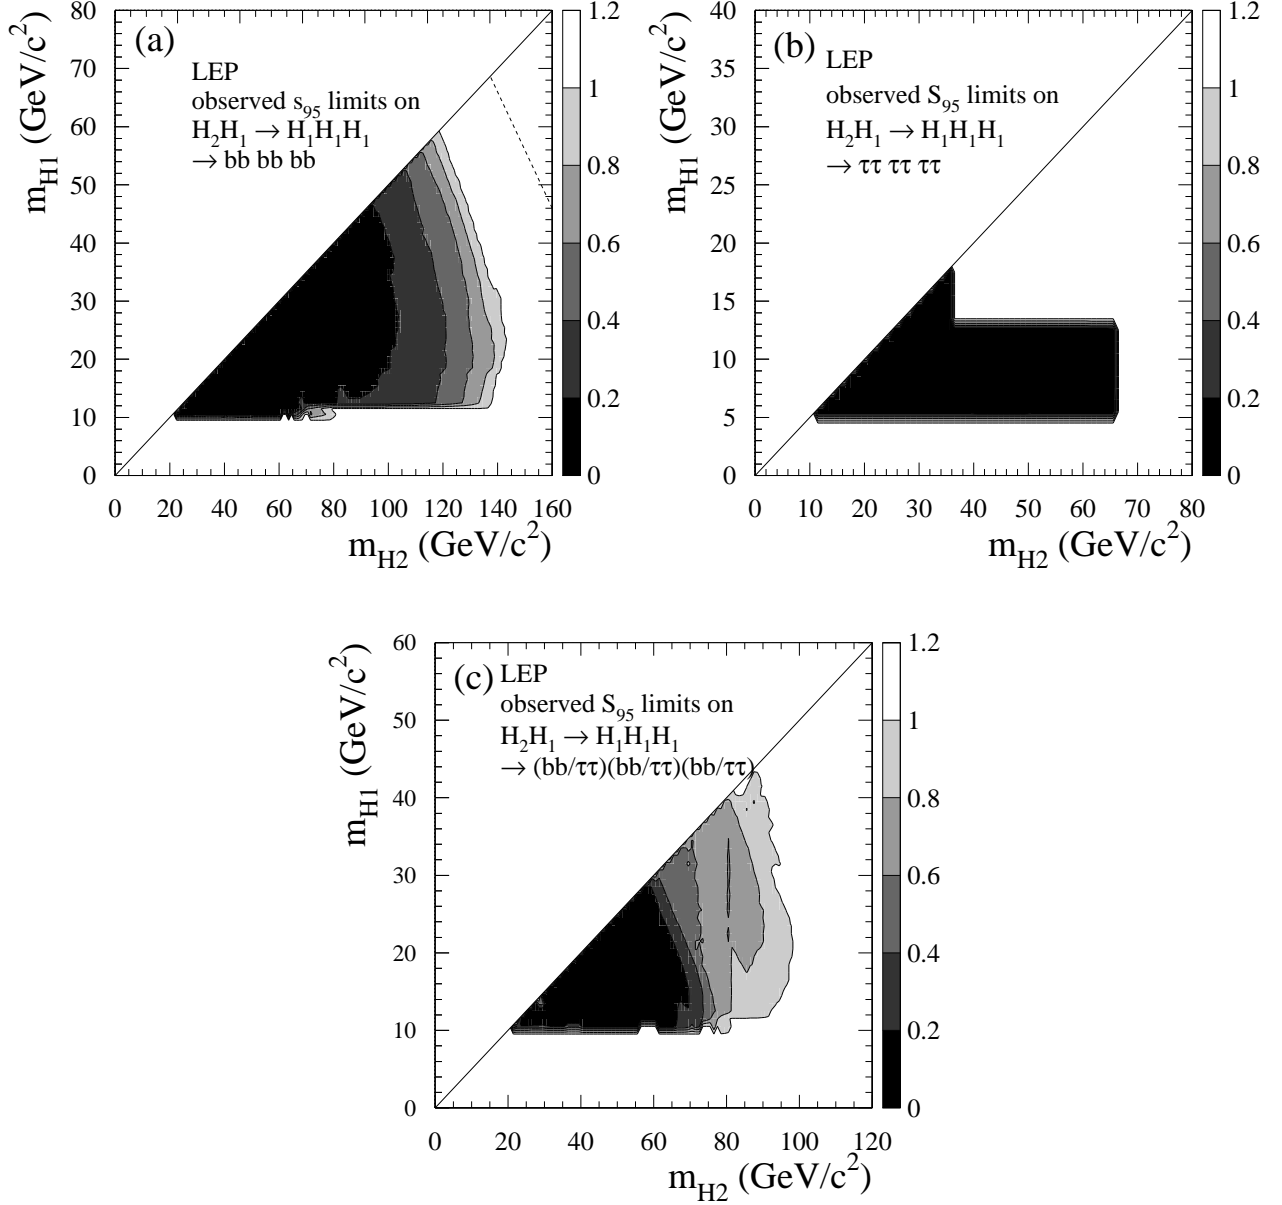 (a)
LEP
observed s95 limits on
H2H1 → H1H1H1
→ bb bb bb
mH1 (GeV/c2)
80
70
60
50
40
30
20
10
0
0 20 40 60 80 100 120 140 160
mH2 (GeV/c2)
1.2
1
0.8
0.6
0.4
0.2
0
(b)
LEP
observed S95 limits on
H2H1 → H1H1H1
→ ττ ττ ττ
mH1 (GeV/c2)
40
35
30
25
20
15
10
5
0
0 10 20 30 40 50 60 70 80
mH2 (GeV/c2)
1.2
1
0.8
0.6
0.4
0.2
0
(c)
LEP
observed S95 limits on
H2H1 → H1H1H1
→ (bb/ττ)(bb/ττ)(bb/ττ)
mH1 (GeV/c2)
60
50
40
30
20
10
0
0 20 40 60 80 100 120
mH2 (GeV/c2)
1.2
1
0.8
0.6
0.4
0.2
0